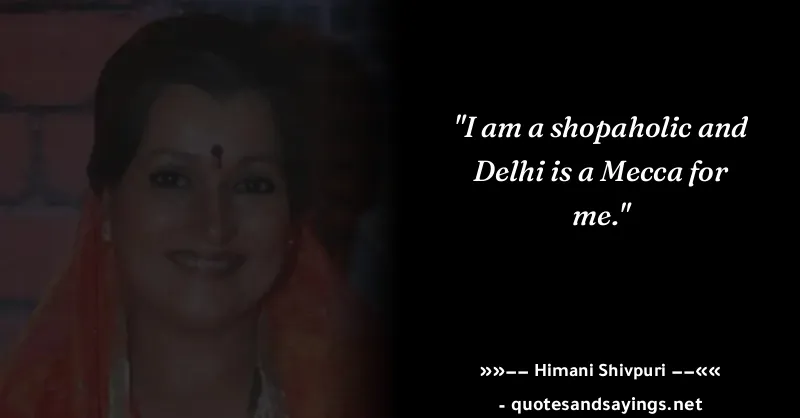 "I am a shopaholic and
Delhi is a Mecca for
me."
»»−− Himani Shivpuri −−««
- quotesandsayings.net